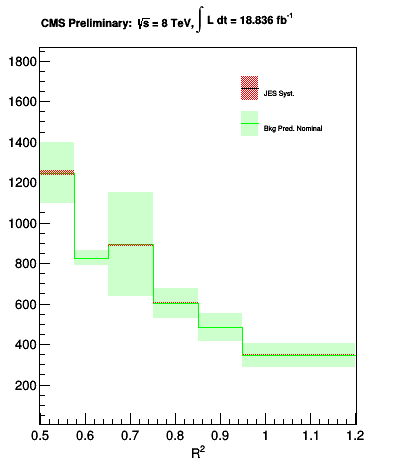 CMS Preliminary: √s = 8 TeV, ∫ L dt = 18.836 fb⁻¹
1800
JES Syst.
1600
Bkg Pred. Nominal
1400
1200
1000
800
600
400
200
0.5 0.6 0.7 0.8 0.9 1 1.1 1.2
R²